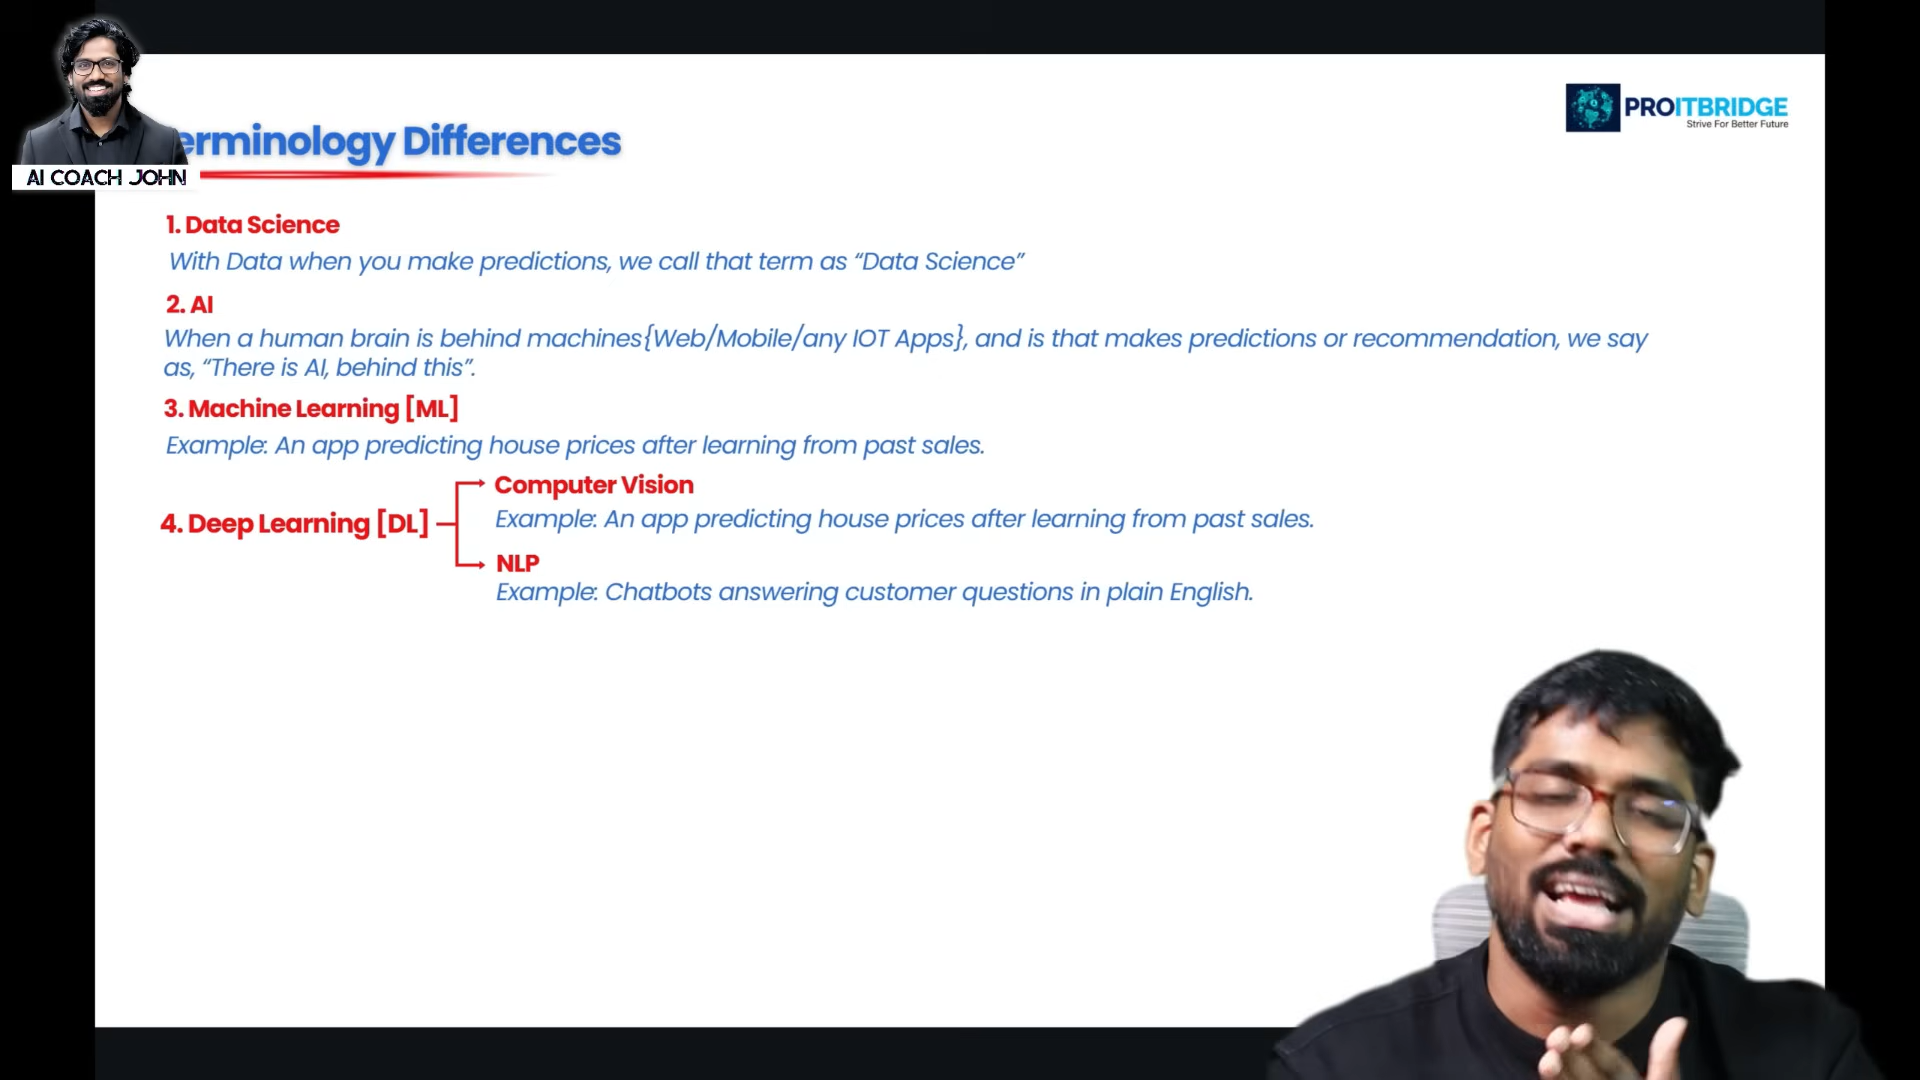 AI COACH JOHN
erminology Differences
PROITBRIDGE
Strive For Better Future
1. Data Science
With Data when you make predictions, we call that term as “Data Science”
2. AI
When a human brain is behind machines{Web/Mobile/any IOT Apps}, and is that makes predictions or recommendation, we say
as, “There is AI, behind this”.
3. Machine Learning [ML]
Example: An app predicting house prices after learning from past sales.
4. Deep Learning [DL]
Computer Vision
Example: An app predicting house prices after learning from past sales.
NLP
Example: Chatbots answering customer questions in plain English.